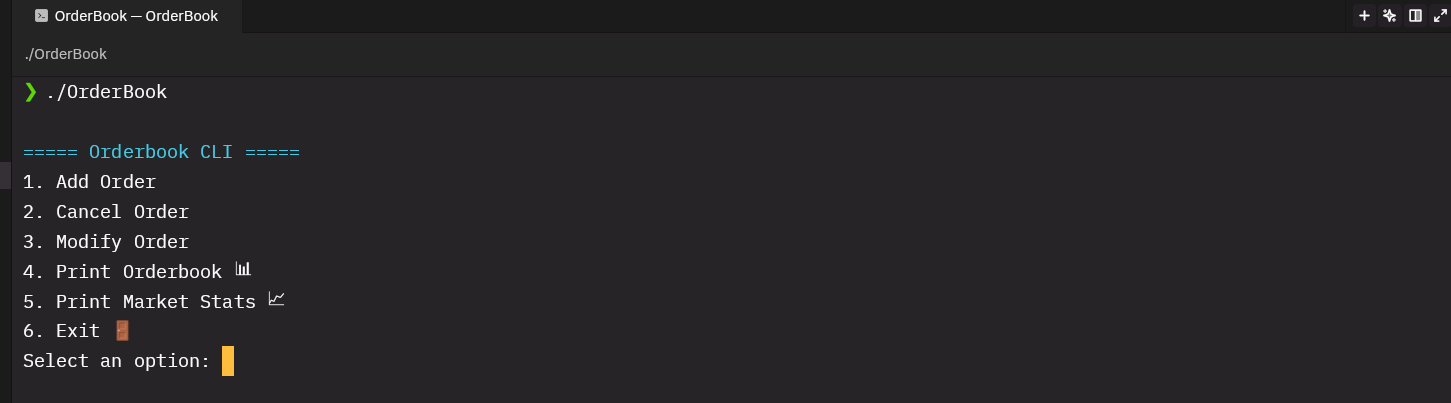 OrderBook — OrderBook
./OrderBook
❯ ./OrderBook
===== Orderbook CLI =====
1. Add Order
2. Cancel Order
3. Modify Order
4. Print Orderbook 📊
5. Print Market Stats 📈
6. Exit 🚪
Select an option: